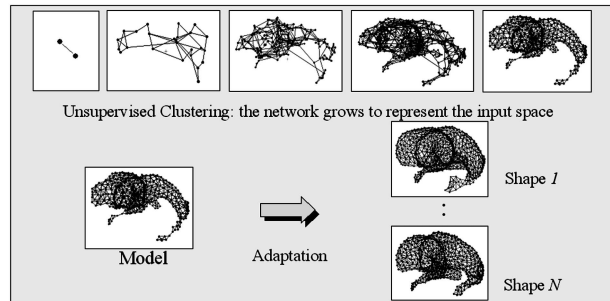 Unsupervised Clustering: the network grows to represent the input space
Shape 1
Model
Adaptation
Shape N